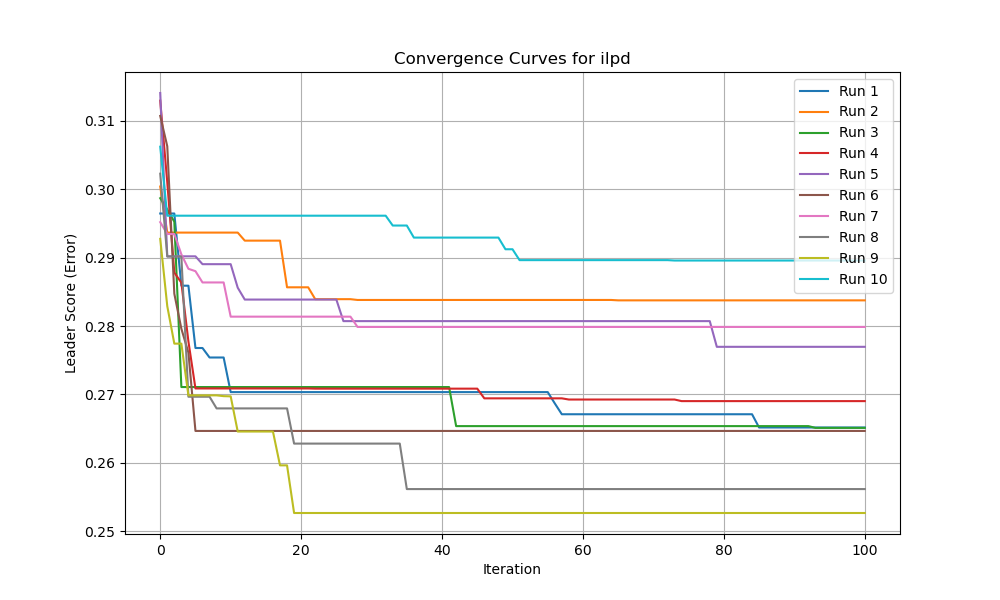 Convergence Curves for ilpd
Leader Score (Error)
0.31
0.30
0.29
0.28
0.27
0.26
0.25
Run 1
Run 2
Run 3
Run 4
Run 5
Run 6
Run 7
Run 8
Run 9
Run 10
0 20 40 60 80 100
Iteration